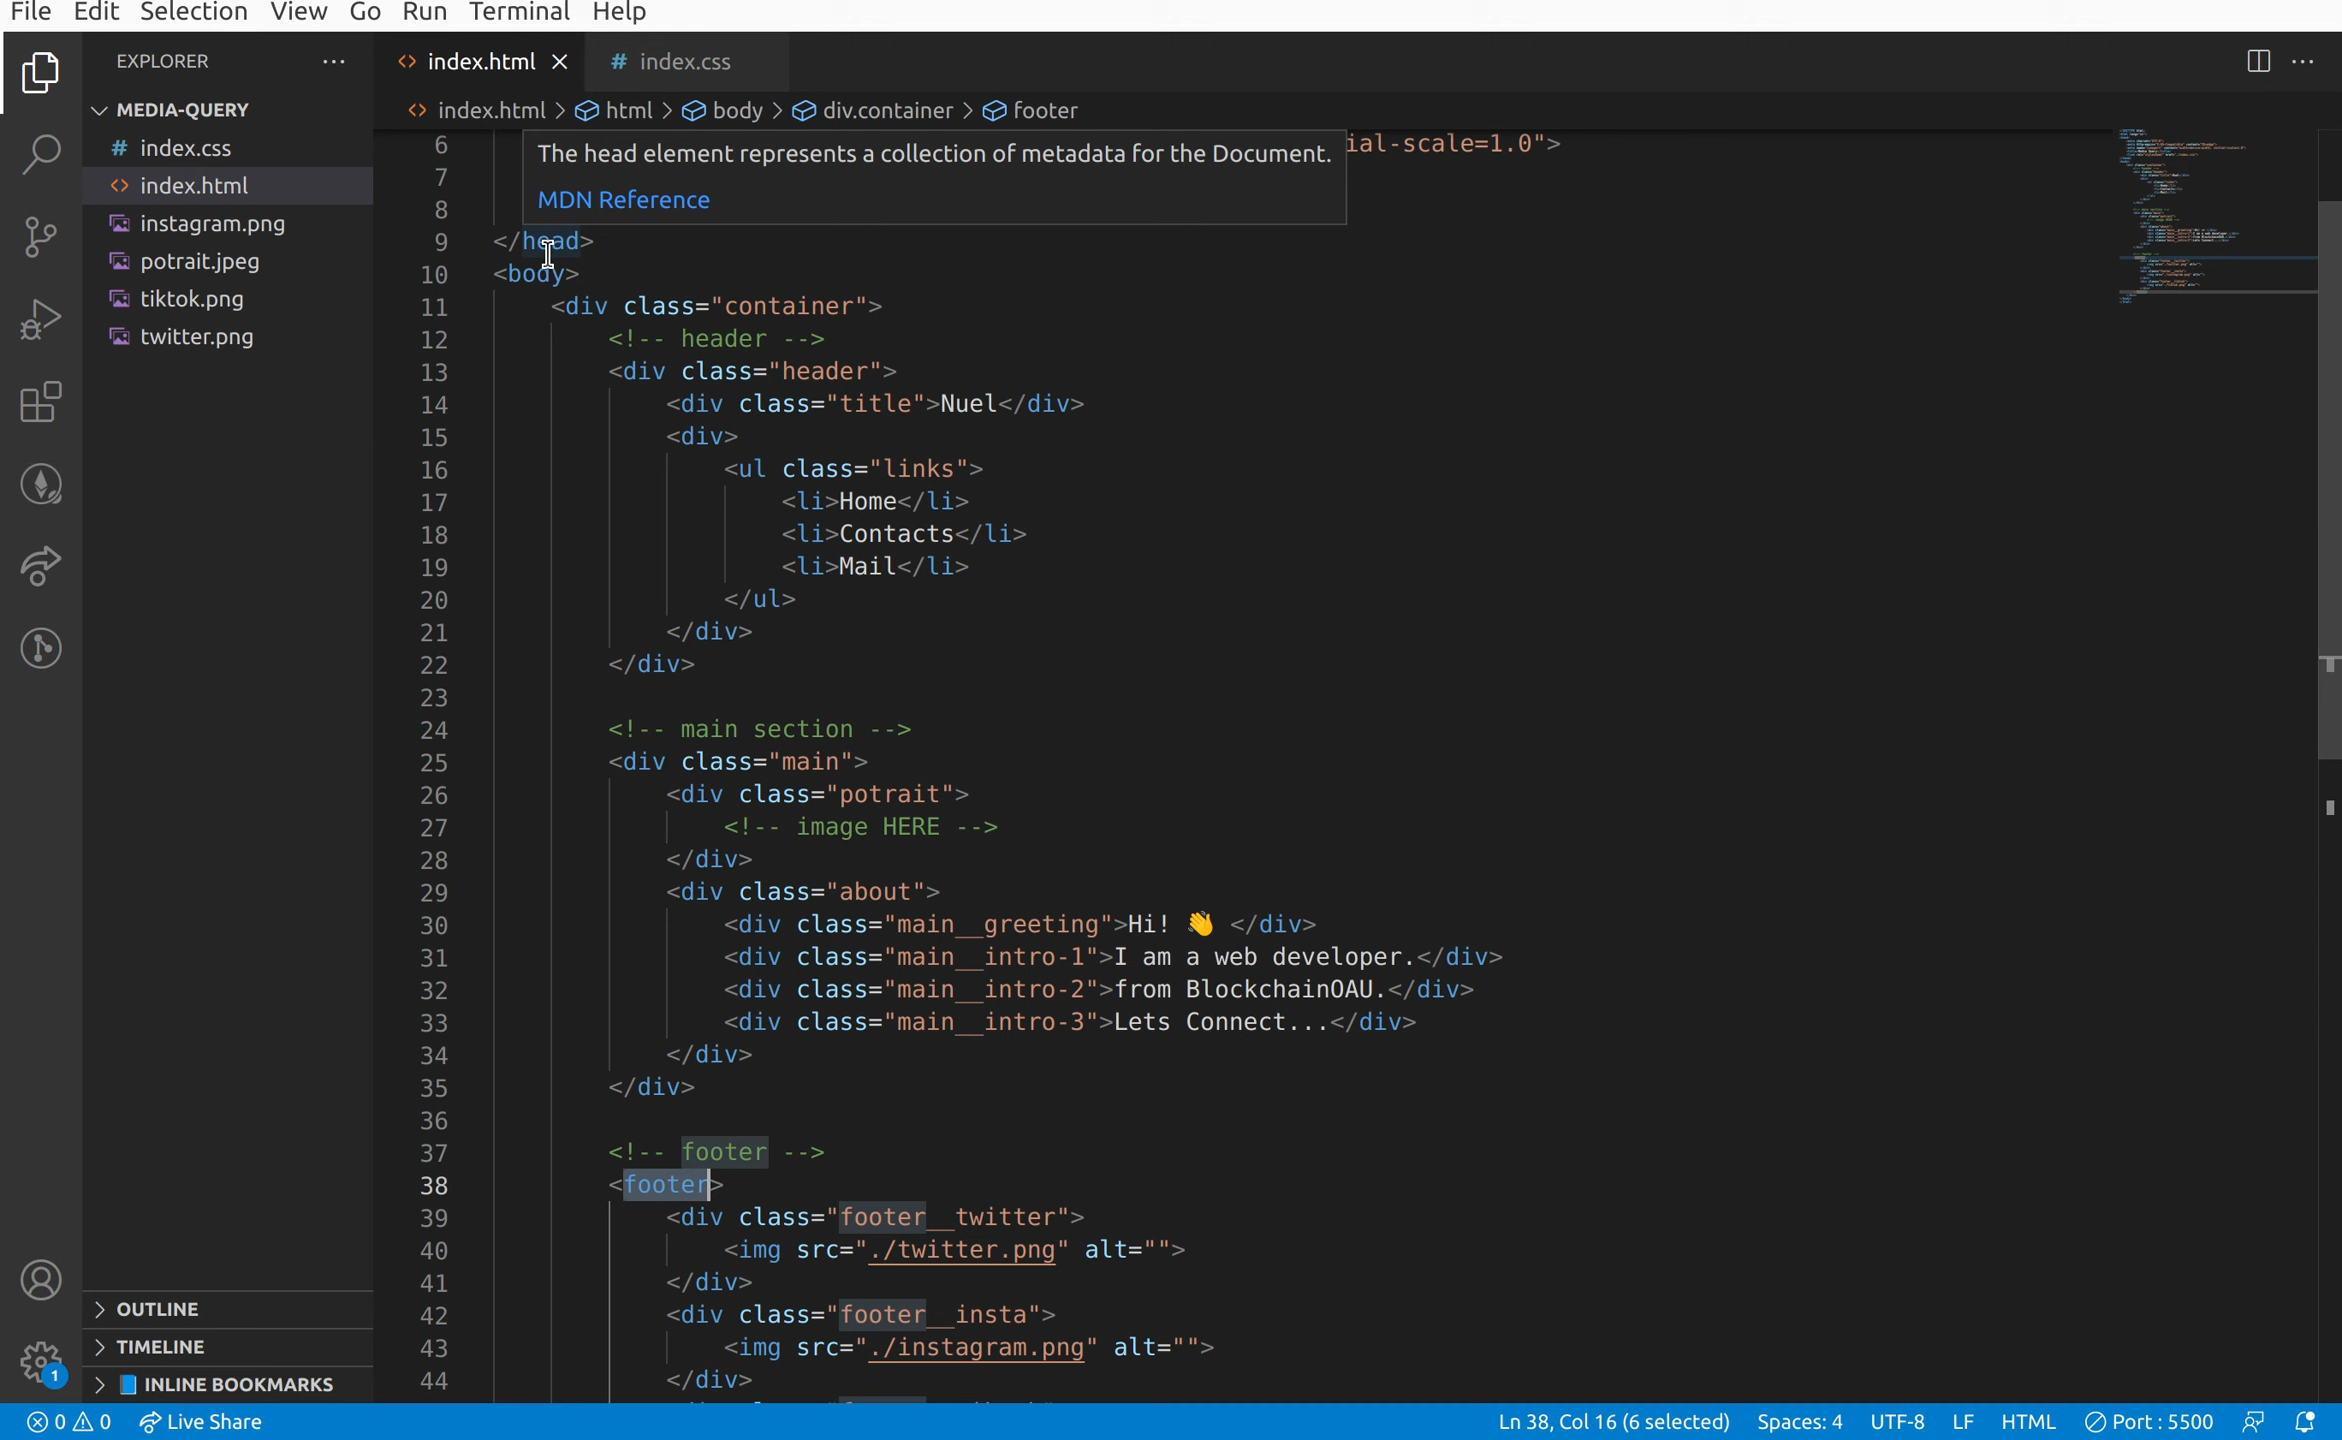 File Edit Selection View Go Run Terminal Help
EXPLORER
MEDIA-QUERY
# index.css
<> index.html
instagram.png
potrait.jpeg
tiktok.png
twitter.png
OUTLINE
TIMELINE
INLINE BOOKMARKS
1
<> index.html # index.css
<> index.html > html > body > div.container > footer
The head element represents a collection of metadata for the Document.
MDN Reference
6 ial-scale=1.0">
7
8
9 </head>
10 <body>
11 <div class="container">
12 <!-- header -->
13 <div class="header">
14 <div class="title">Nuel</div>
15 <div>
16 <ul class="links">
17 <li>Home</li>
18 <li>Contacts</li>
19 <li>Mail</li>
20 </ul>
21 </div>
22 </div>
23
24 <!-- main section -->
25 <div class="main">
26 <div class="potrait">
27 <!-- image HERE -->
28 </div>
29 <div class="about">
30 <div class="main__greeting">Hi! 👋 </div>
31 <div class="main__intro-1">I am a web developer.</div>
32 <div class="main__intro-2">from BlockchainOAU.</div>
33 <div class="main__intro-3">Lets Connect...</div>
34 </div>
35 </div>
36
37 <!-- footer -->
38 <footer>
39 <div class="footer__twitter">
40 <img src="./twitter.png" alt="">
41 </div>
42 <div class="footer__insta">
43 <img src="./instagram.png" alt="">
44 </div>
0 0 Live Share Ln 38, Col 16 (6 selected) Spaces: 4 UTF-8 LF HTML Port : 5500